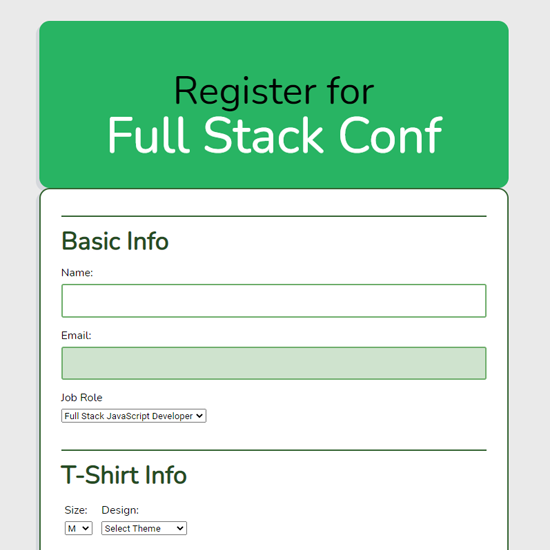 Register for
Full Stack Conf
Basic Info
Name:
Email:
Job Role
Full Stack JavaScript Developer
T-Shirt Info
Size: Design:
M Select Theme